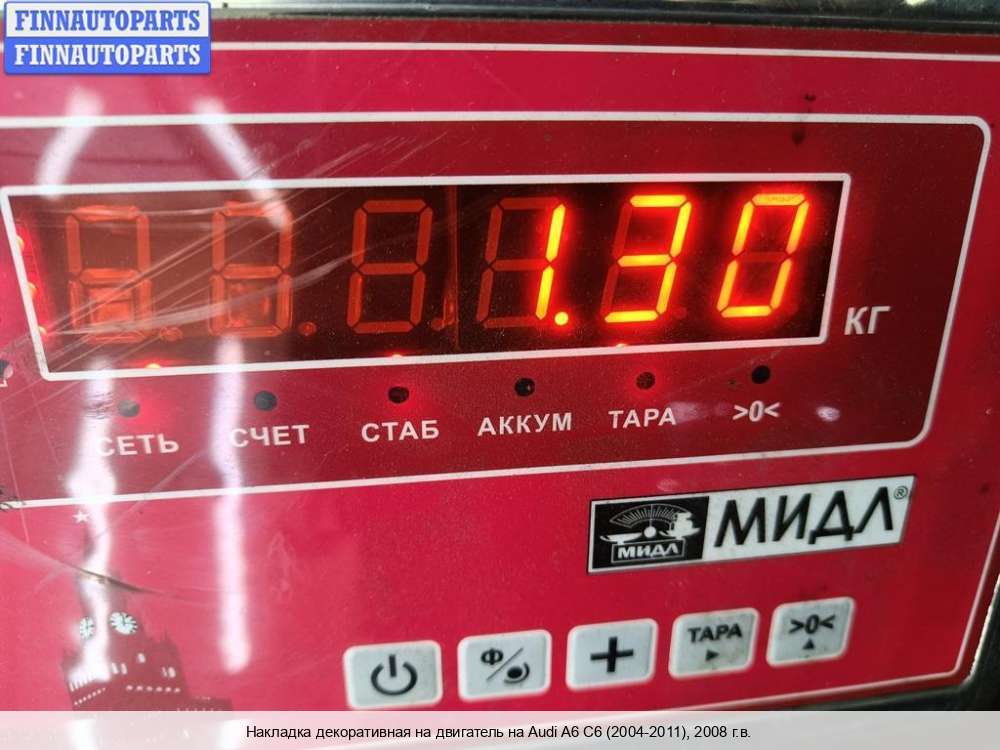 FINNAUTOPARTS
FINNAUTOPARTS
1.30
КГ
СЕТЬ СЧЕТ СТАБ АККУМ ТАРА >0<
МИДЛ МИДЛ®
Ф ТАРА >0<
Накладка декоративная на двигатель на Audi A6 C6 (2004-2011), 2008 г.в.